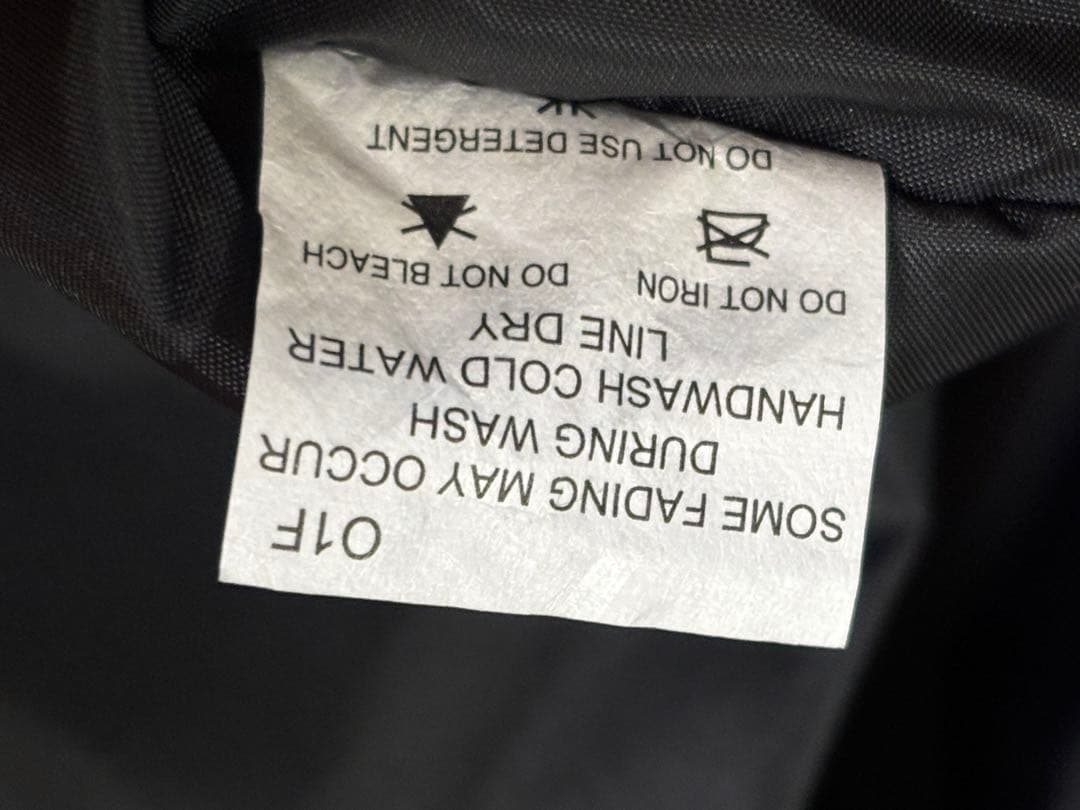 O1F
SOME FADING MAY OCCUR
DURING WASH
HANDWASH COLD WATER
LINE DRY
DO NOT IRON DO NOT BLEACH
DO NOT USE DETERGENT